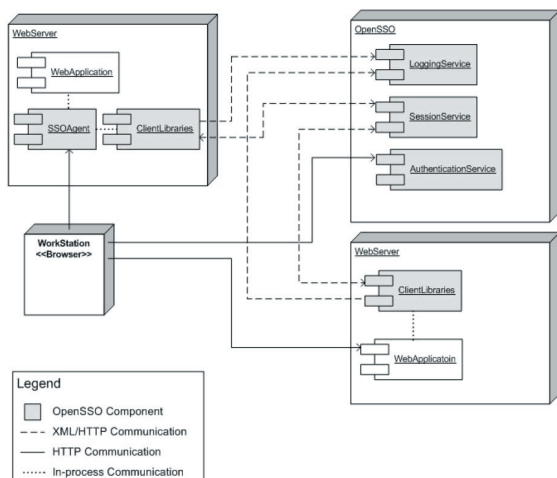 WebServer
WebApplication
SSOAgent
ClientLibraries
OpenSSO
LoggingService
SessionService
AuthenticationService
WorkStation
<<Browser>>
WebServer
ClientLibraries
WebApplicatoin
Legend
OpenSSO Component
XML/HTTP Communication
HTTP Communication
In-process Communication